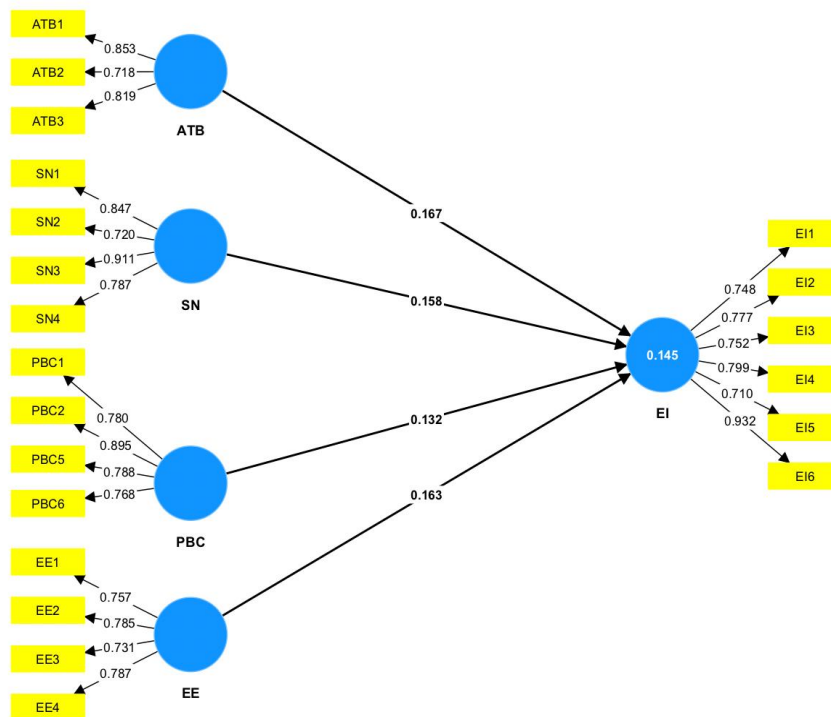 ATB1
0.853
ATB2
0.718
0.819
ATB3
ATB
SN1
0.847
SN2
0.720
0.911
SN3
0.787
SN4
SN
PBC1
0.780
PBC2
0.895
PBC5
0.788
0.768
PBC6
PBC
EE1
0.757
EE2
0.785
0.731
EE3
0.787
EE4
EE
0.167
0.158
0.132
0.163
0.145
EI
EI1
0.748
EI2
0.777
EI3
0.752
0.799
EI4
0.710
EI5
0.932
EI6